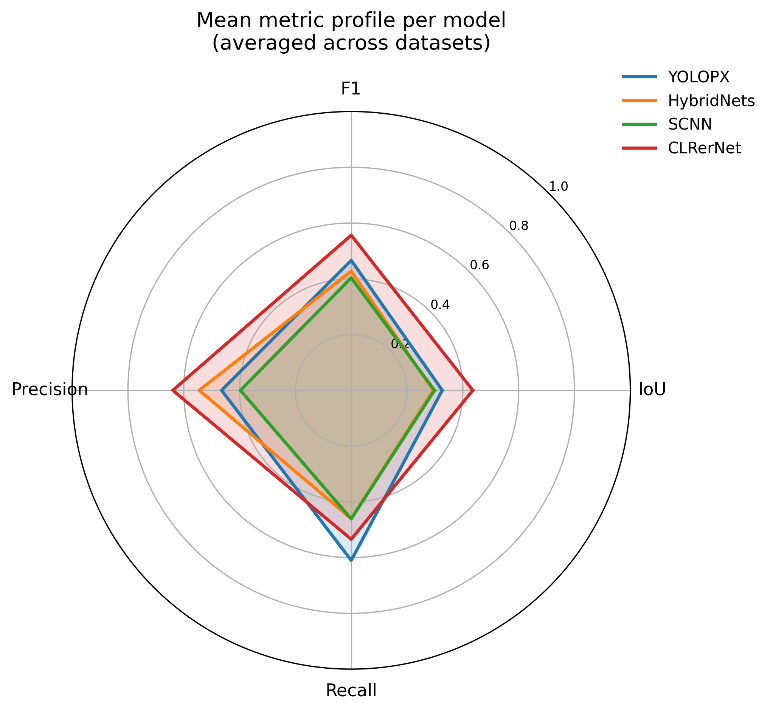 Mean metric profile per model
(averaged across datasets)
YOLOPX
HybridNets
SCNN
CLRerNet
F1
1.0
0.8
0.6
0.4
0.2
Precision
IoU
Recall